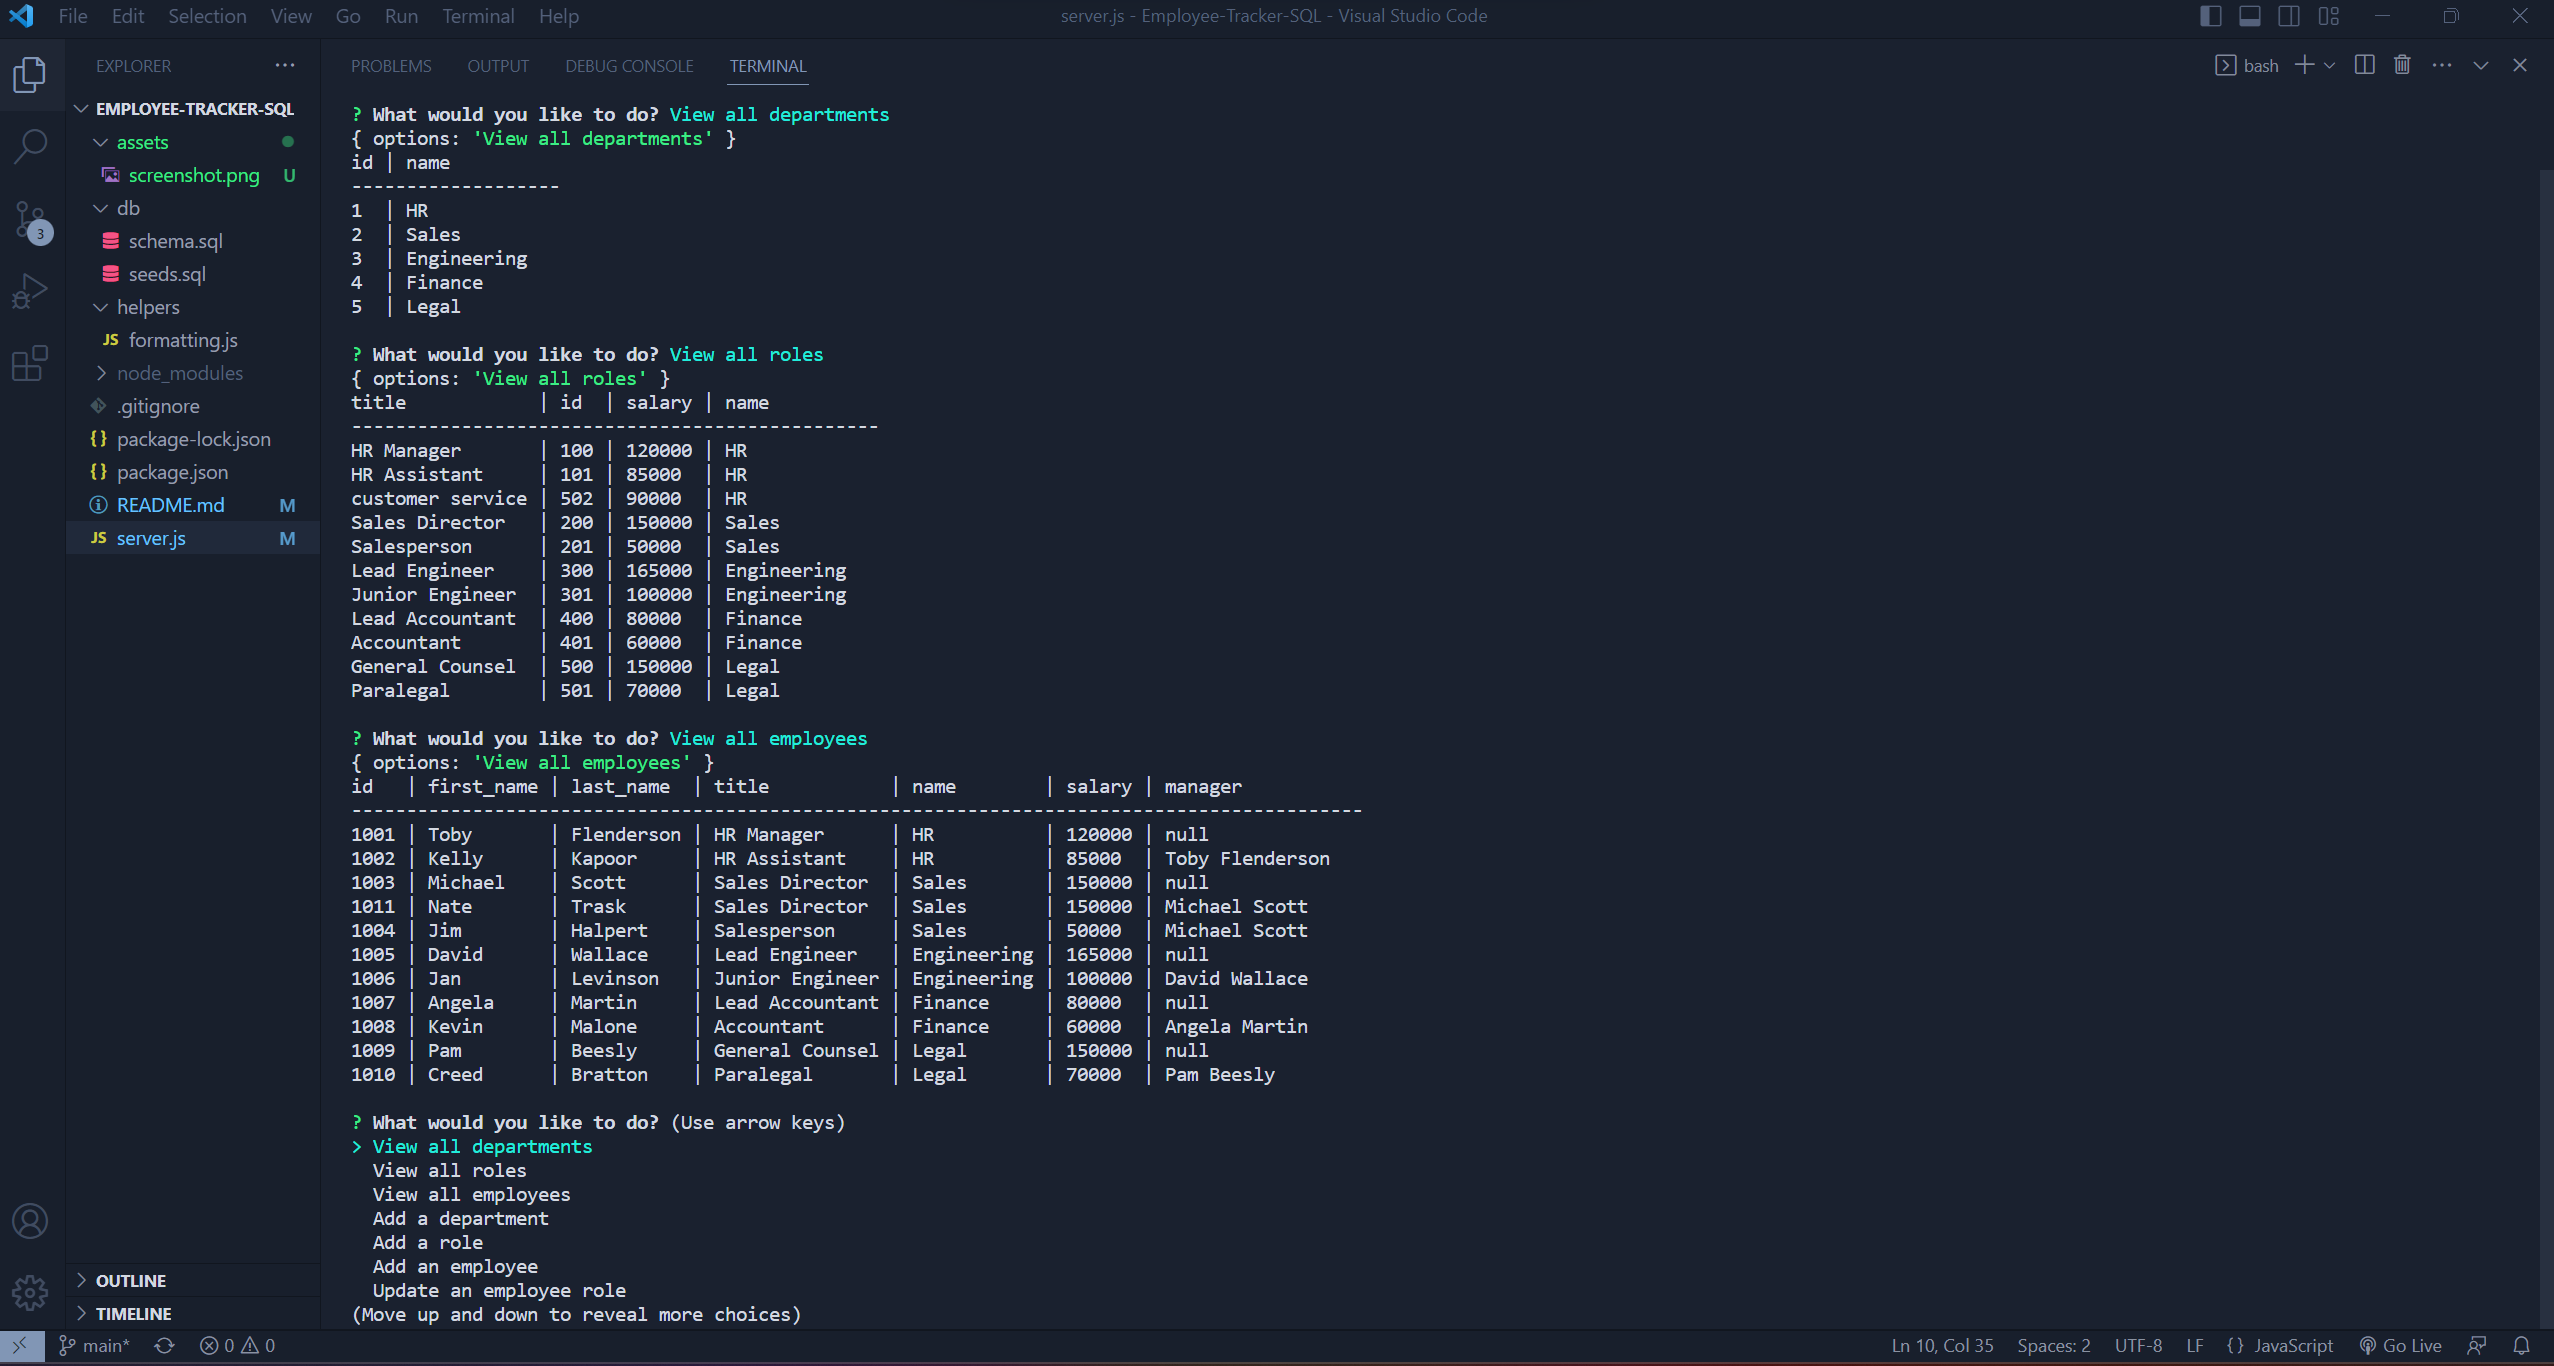 File Edit Selection View Go Run Terminal Help server.js - Employee-Tracker-SQL - Visual Studio Code
EXPLORER ···
EMPLOYEE-TRACKER-SQL
assets
screenshot.png U
db
schema.sql
seeds.sql
helpers
JS formatting.js
node_modules
.gitignore
{} package-lock.json
{} package.json
README.md M
JS server.js M
OUTLINE
TIMELINE
3
PROBLEMS OUTPUT DEBUG CONSOLE TERMINAL bash
? What would you like to do? View all departments
{ options: 'View all departments' }
id | name
-------------------
1  | HR
2  | Sales
3  | Engineering
4  | Finance
5  | Legal
? What would you like to do? View all roles
{ options: 'View all roles' }
title            | id  | salary | name
------------------------------------------------
HR Manager       | 100 | 120000 | HR
HR Assistant     | 101 | 85000  | HR
customer service | 502 | 90000  | HR
Sales Director   | 200 | 150000 | Sales
Salesperson      | 201 | 50000  | Sales
Lead Engineer    | 300 | 165000 | Engineering
Junior Engineer  | 301 | 100000 | Engineering
Lead Accountant  | 400 | 80000  | Finance
Accountant       | 401 | 60000  | Finance
General Counsel  | 500 | 150000 | Legal
Paralegal        | 501 | 70000  | Legal
? What would you like to do? View all employees
{ options: 'View all employees' }
id   | first_name | last_name  | title           | name        | salary | manager
--------------------------------------------------------------------------------------------
1001 | Toby       | Flenderson | HR Manager      | HR          | 120000 | null
1002 | Kelly      | Kapoor     | HR Assistant    | HR          | 85000  | Toby Flenderson
1003 | Michael    | Scott      | Sales Director  | Sales       | 150000 | null
1011 | Nate       | Trask      | Sales Director  | Sales       | 150000 | Michael Scott
1004 | Jim        | Halpert    | Salesperson     | Sales       | 50000  | Michael Scott
1005 | David      | Wallace    | Lead Engineer   | Engineering | 165000 | null
1006 | Jan        | Levinson   | Junior Engineer | Engineering | 100000 | David Wallace
1007 | Angela     | Martin     | Lead Accountant | Finance     | 80000  | null
1008 | Kevin      | Malone     | Accountant      | Finance     | 60000  | Angela Martin
1009 | Pam        | Beesly     | General Counsel | Legal       | 150000 | null
1010 | Creed      | Bratton    | Paralegal       | Legal       | 70000  | Pam Beesly
? What would you like to do? (Use arrow keys)
> View all departments
View all roles
View all employees
Add a department
Add a role
Add an employee
Update an employee role
(Move up and down to reveal more choices)
main* 0 0 Ln 10, Col 35 Spaces: 2 UTF-8 LF {} JavaScript Go Live